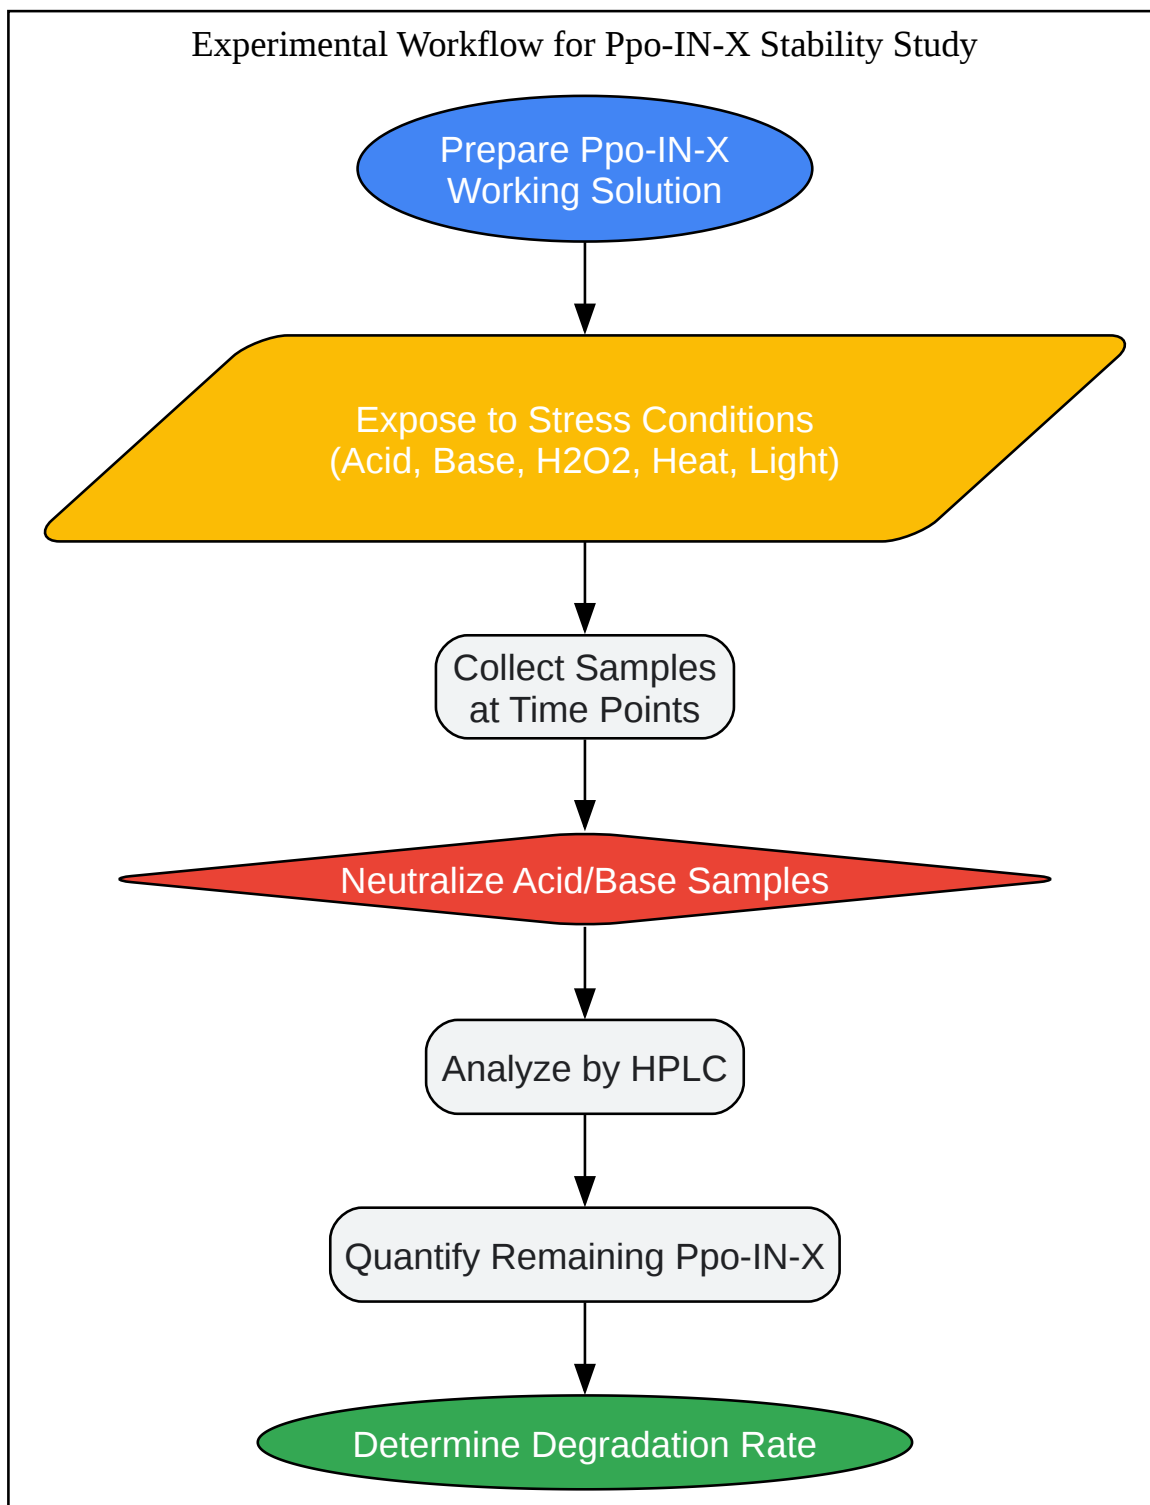 Experimental Workflow for Ppo-IN-X Stability Study
Prepare Ppo-IN-X
Working Solution
Expose to Stress Conditions
(Acid, Base, H2O2, Heat, Light)
Collect Samples
at Time Points
Neutralize Acid/Base Samples
Analyze by HPLC
Quantify Remaining Ppo-IN-X
Determine Degradation Rate